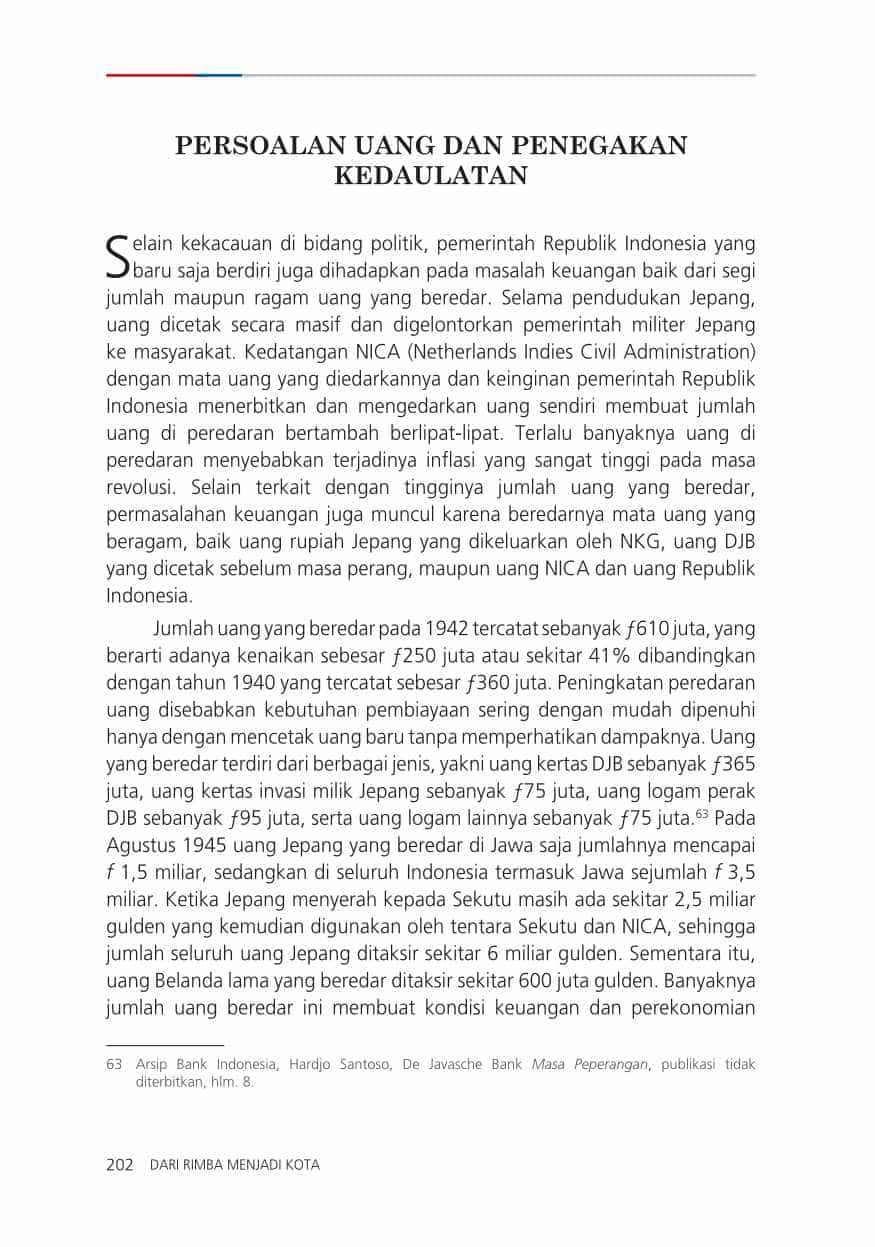 PERSOALAN UANG DAN PENEGAKAN
KEDAULATAN
Selain kekacauan di bidang politik, pemerintah Republik Indonesia yang
baru saja berdiri juga dihadapkan pada masalah keuangan baik dari segi
jumlah maupun ragam uang yang beredar. Selama pendudukan Jepang,
uang dicetak secara masif dan digelontorkan pemerintah militer Jepang
ke masyarakat. Kedatangan NICA (Netherlands Indies Civil Administration)
dengan mata uang yang diedarkannya dan keinginan pemerintah Republik
Indonesia menerbitkan dan mengedarkan uang sendiri membuat jumlah
uang di peredaran bertambah berlipat-lipat. Terlalu banyaknya uang di
peredaran menyebabkan terjadinya inflasi yang sangat tinggi pada masa
revolusi. Selain terkait dengan tingginya jumlah uang yang beredar,
permasalahan keuangan juga muncul karena beredarnya mata uang yang
beragam, baik uang rupiah Jepang yang dikeluarkan oleh NKG, uang DJB
yang dicetak sebelum masa perang, maupun uang NICA dan uang Republik
Indonesia.
Jumlah uang yang beredar pada 1942 tercatat sebanyak ƒ610 juta, yang
berarti adanya kenaikan sebesar ƒ250 juta atau sekitar 41% dibandingkan
dengan tahun 1940 yang tercatat sebesar ƒ360 juta. Peningkatan peredaran
uang disebabkan kebutuhan pembiayaan sering dengan mudah dipenuhi
hanya dengan mencetak uang baru tanpa memperhatikan dampaknya. Uang
yang beredar terdiri dari berbagai jenis, yakni uang kertas DJB sebanyak ƒ365
juta, uang kertas invasi milik Jepang sebanyak ƒ75 juta, uang logam perak
DJB sebanyak ƒ95 juta, serta uang logam lainnya sebanyak ƒ75 juta.⁶³ Pada
Agustus 1945 uang Jepang yang beredar di Jawa saja jumlahnya mencapai
f 1,5 miliar, sedangkan di seluruh Indonesia termasuk Jawa sejumlah f 3,5
miliar. Ketika Jepang menyerah kepada Sekutu masih ada sekitar 2,5 miliar
gulden yang kemudian digunakan oleh tentara Sekutu dan NICA, sehingga
jumlah seluruh uang Jepang ditaksir sekitar 6 miliar gulden. Sementara itu,
uang Belanda lama yang beredar ditaksir sekitar 600 juta gulden. Banyaknya
jumlah uang beredar ini membuat kondisi keuangan dan perekonomian
63 Arsip Bank Indonesia, Hardjo Santoso, De Javasche Bank Masa Peperangan, publikasi tidak
diterbitkan, hlm. 8.
202 DARI RIMBA MENJADI KOTA